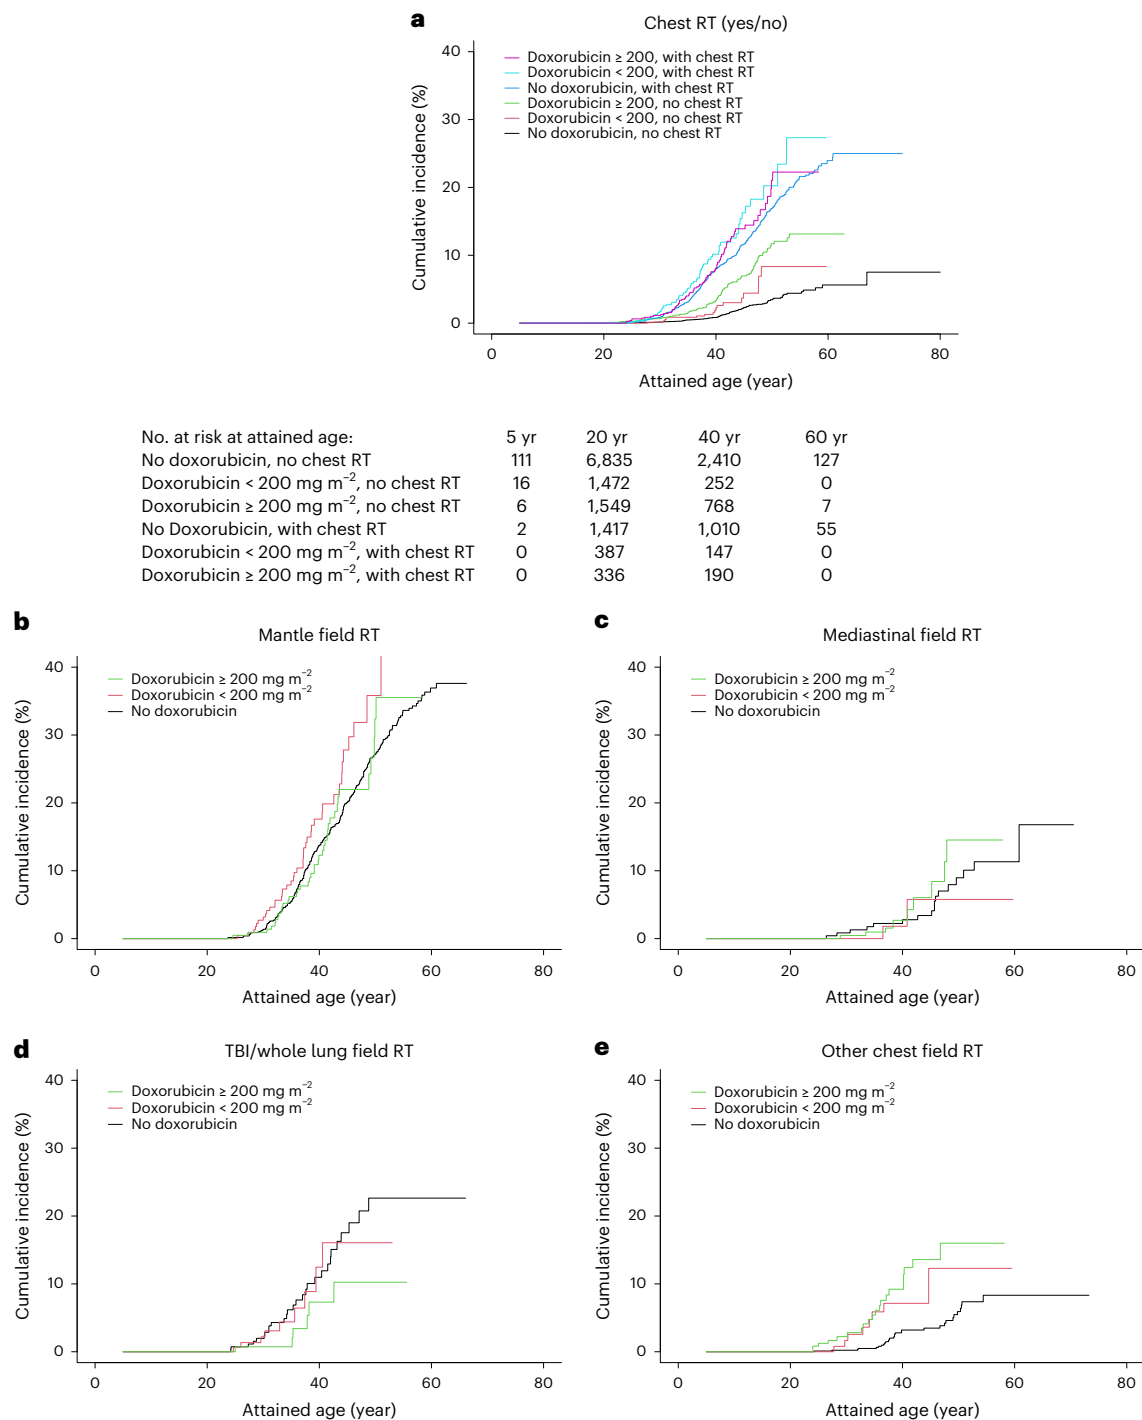 a
Chest RT (yes/no)
Doxorubicin ≥ 200, with chest RT
Doxorubicin < 200, with chest RT
No doxorubicin, with chest RT
Doxorubicin ≥ 200, no chest RT
Doxorubicin < 200, no chest RT
No doxorubicin, no chest RT
Cumulative incidence (%)
40
30
20
10
0
0 20 40 60 80
Attained age (year)
No. at risk at attained age: 5 yr 20 yr 40 yr 60 yr
No doxorubicin, no chest RT 111 6,835 2,410 127
Doxorubicin < 200 mg m⁻², no chest RT 16 1,472 252 0
Doxorubicin ≥ 200 mg m⁻², no chest RT 6 1,549 768 7
No Doxorubicin, with chest RT 2 1,417 1,010 55
Doxorubicin < 200 mg m⁻², with chest RT 0 387 147 0
Doxorubicin ≥ 200 mg m⁻², with chest RT 0 336 190 0
b
Mantle field RT
Doxorubicin ≥ 200 mg m⁻²
Doxorubicin < 200 mg m⁻²
No doxorubicin
Cumulative incidence (%)
40
30
20
10
0
0 20 40 60 80
Attained age (year)
c
Mediastinal field RT
Doxorubicin ≥ 200 mg m⁻²
Doxorubicin < 200 mg m⁻²
No doxorubicin
Cumulative incidence (%)
40
30
20
10
0
0 20 40 60 80
Attained age (year)
d
TBI/whole lung field RT
Doxorubicin ≥ 200 mg m⁻²
Doxorubicin < 200 mg m⁻²
No doxorubicin
Cumulative incidence (%)
40
30
20
10
0
0 20 40 60 80
Attained age (year)
e
Other chest field RT
Doxorubicin ≥ 200 mg m⁻²
Doxorubicin < 200 mg m⁻²
No doxorubicin
Cumulative incidence (%)
40
30
20
10
0
0 20 40 60 80
Attained age (year)